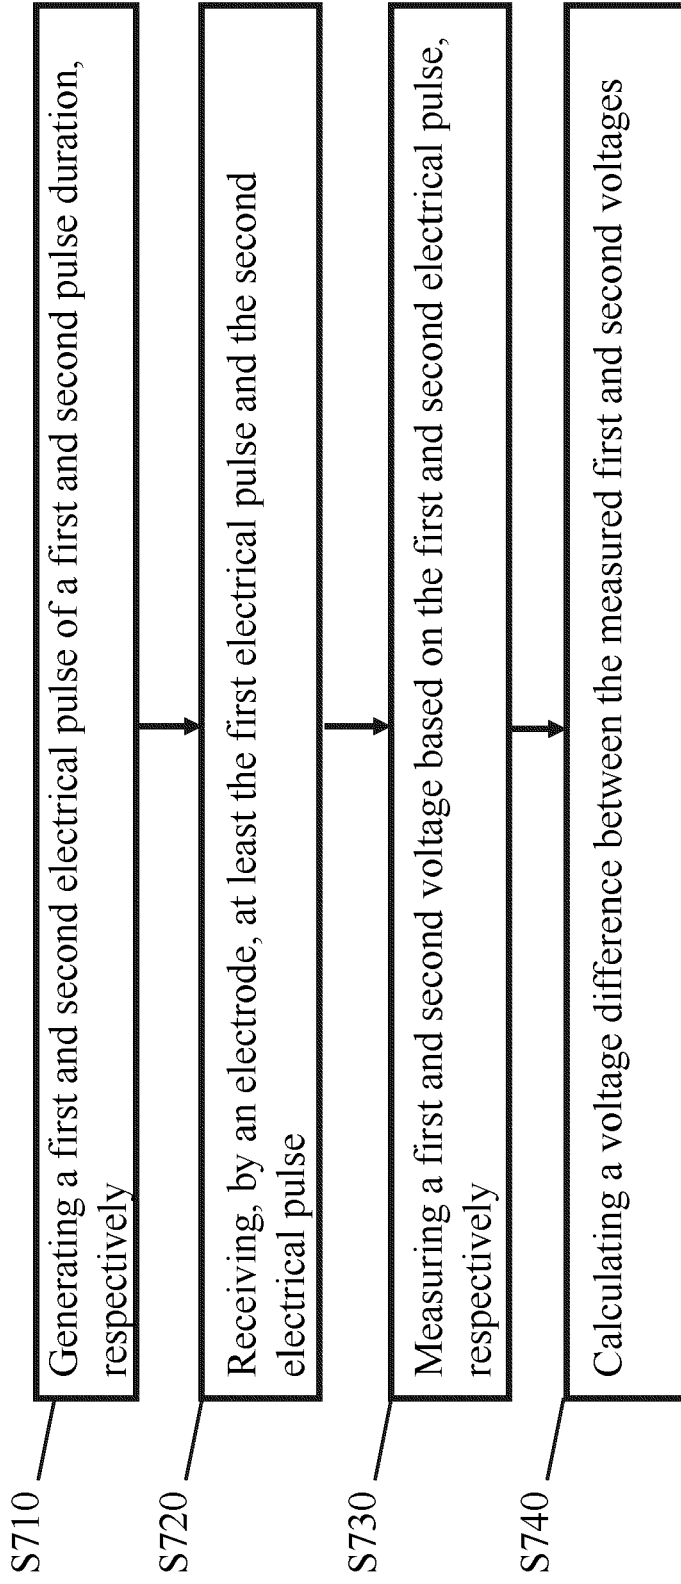 S710
Generating a first and second electrical pulse of a first and second pulse duration,
respectively
S720
Receiving, by an electrode, at least the first electrical pulse and the second
electrical pulse
S730
Measuring a first and second voltage based on the first and second electrical pulse,
respectively
S740
Calculating a voltage difference between the measured first and second voltages